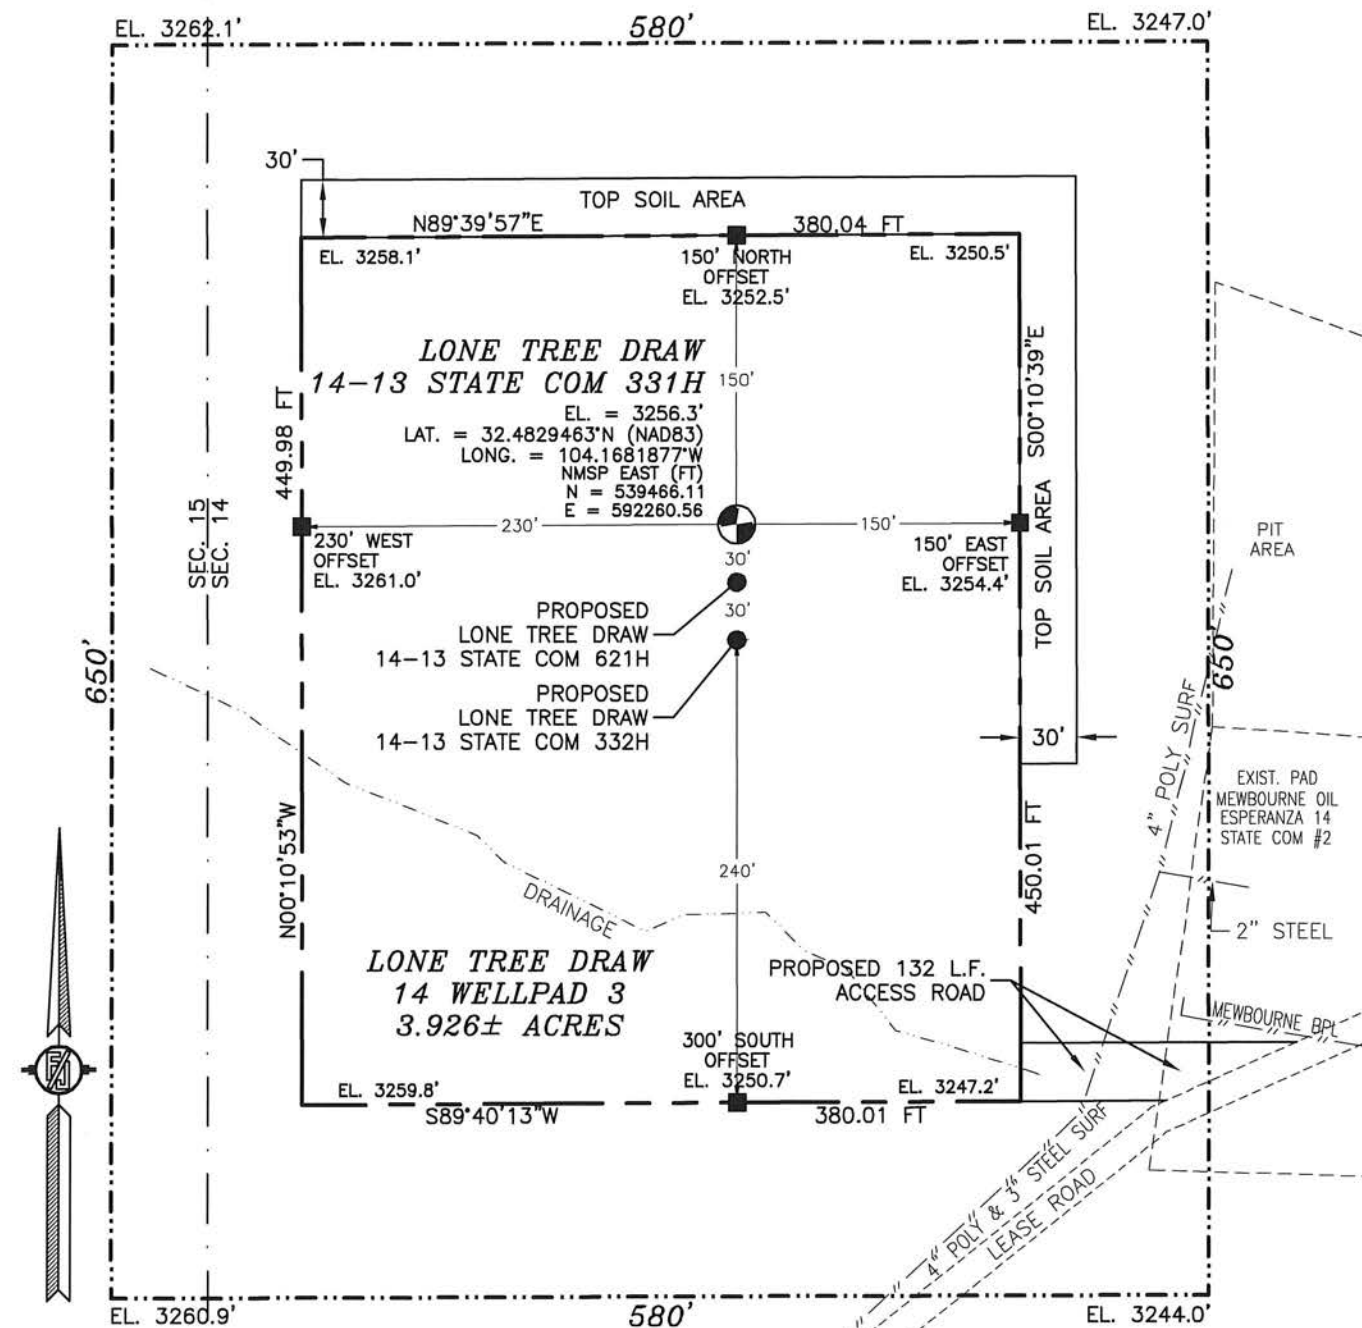 EL. 3262.1'
580'
EL. 3247.0'
30'
TOP SOIL AREA
N89°39'57"E
380.04 FT
EL. 3258.1'
150' NORTH
OFFSET
EL. 3252.5'
EL. 3250.5'
LONE TREE DRAW
14-13 STATE COM 331H
EL. = 3256.3'
LAT. = 32.4829463°N (NAD83)
LONG. = 104.1681877°W
NMSP EAST (FT)
N = 539466.11
E = 592260.56
150'
449.98 FT
S00°10'39"E
TOP SOIL AREA
SEC. 15
SEC. 14
230'
150'
230' WEST
OFFSET
EL. 3261.0'
30'
150' EAST
OFFSET
EL. 3254.4'
PIT
AREA
30'
PROPOSED
LONE TREE DRAW
14-13 STATE COM 621H
PROPOSED
LONE TREE DRAW
14-13 STATE COM 332H
650'
650'
30'
4" POLY SURF
EXIST. PAD
MEWBOURNE OIL
ESPERANZA 14
STATE COM #2
N00°10'53"W
450.01 FT
240'
DRAINAGE
2" STEEL
LONE TREE DRAW
14 WELLPAD 3
3.926± ACRES
PROPOSED 132 L.F.
ACCESS ROAD
MEWBOURNE BPL
300' SOUTH
OFFSET
EL. 3250.7'
EL. 3259.8'
EL. 3247.2'
S89°40'13"W
380.01 FT
4" POLY & 3" STEEL SURF
LEASE ROAD
EL. 3260.9'
580'
EL. 3244.0'